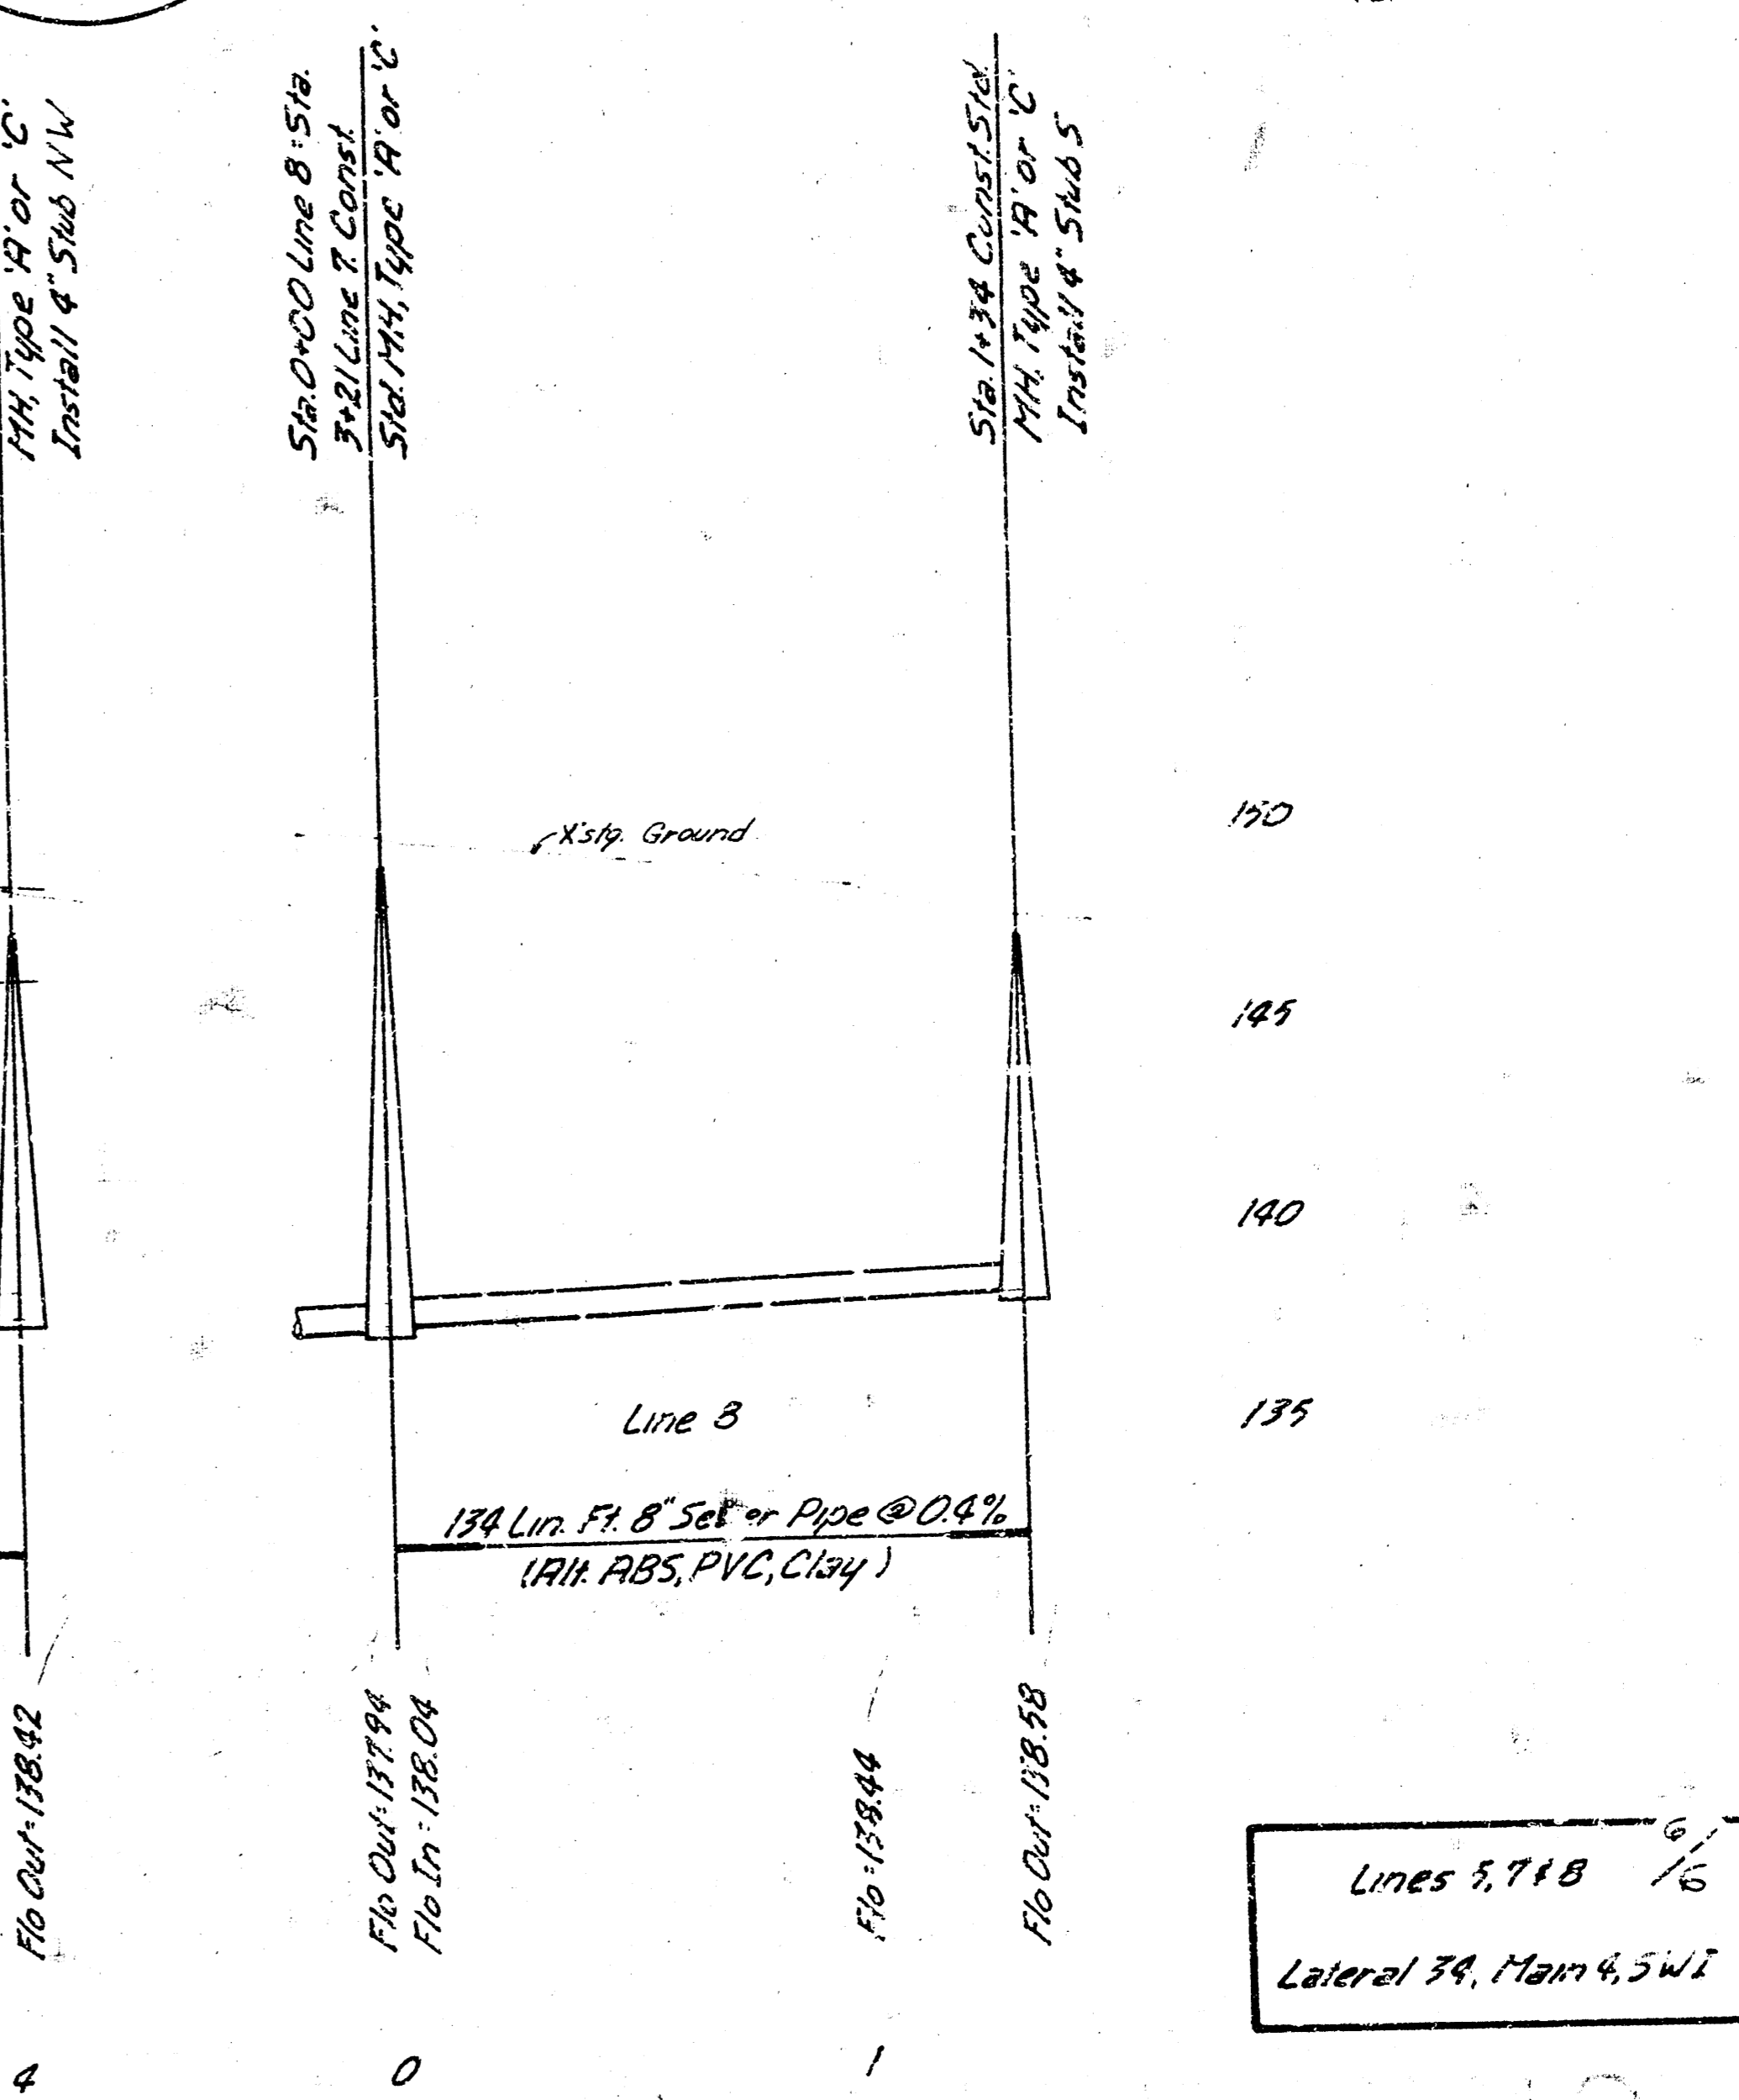 MH, Type 'A' or 'C'
Install 4" Stub NW
Sta. 0+00 Line 8 = Sta.
3+21 Line 7. Const.
Std. MH, Type 'A' or 'C'
Sta. 1+34 Const. Std.
MH. Type 'A' or 'C'
Install 4" Stub S
X'stg. Ground
150
145
140
135
Line 8
134 Lin. Ft. 8" Se or Pipe @ 0.4%
(Alt. ABS, PVC, Clay)
Flo Out = 138.42
Flo Out = 137.94
Flo In = 138.04
Flo = 138.44
Flo Out = 138.58
Lines 5, 7 & 8
6/6
Lateral 34, Main 4, SWI
4
0
1